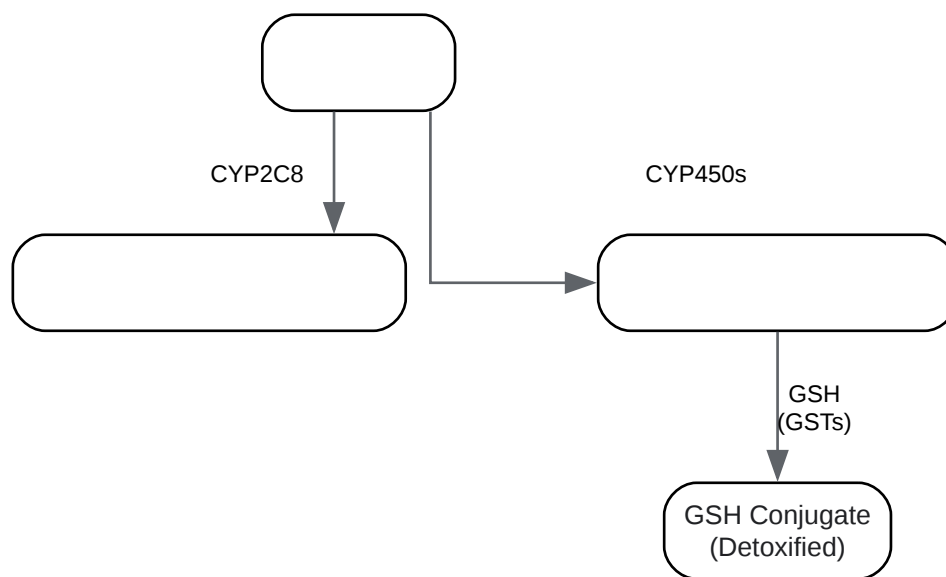 CYP2C8
CYP450s
GSH
(GSTs)
GSH Conjugate
(Detoxified)